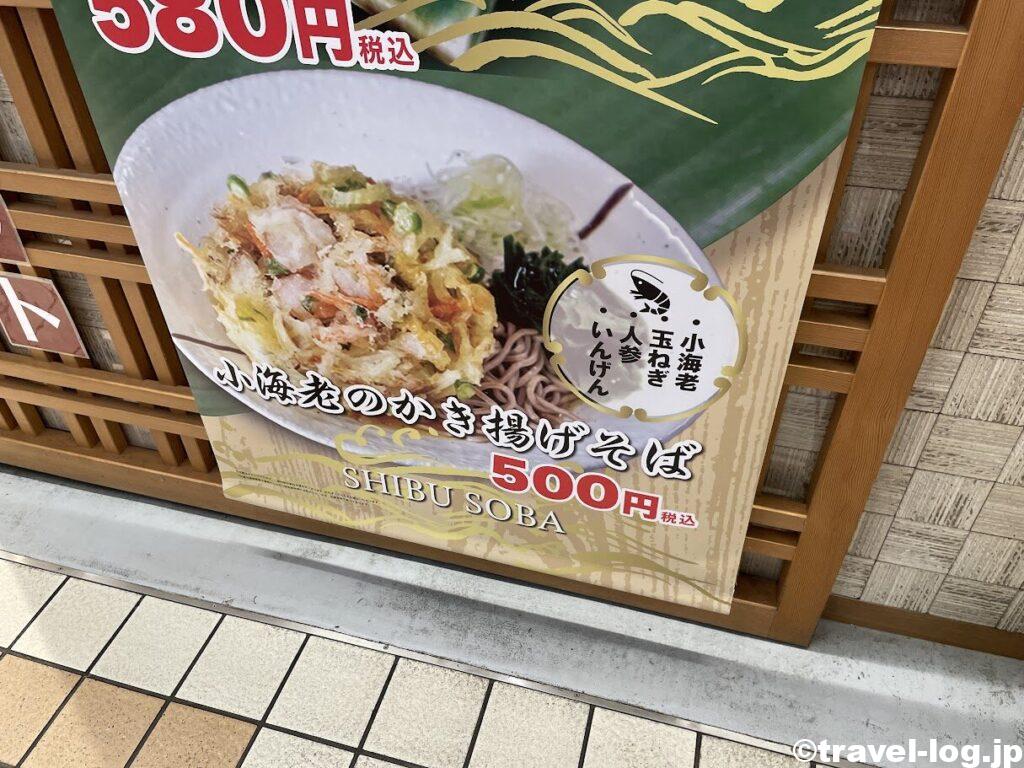 580円税込
ト
・小海老
玉ねぎ
・人参
・いんげん
小海老のかき揚げそば
500円税込
SHIBU SOBA
©travel-log.jp